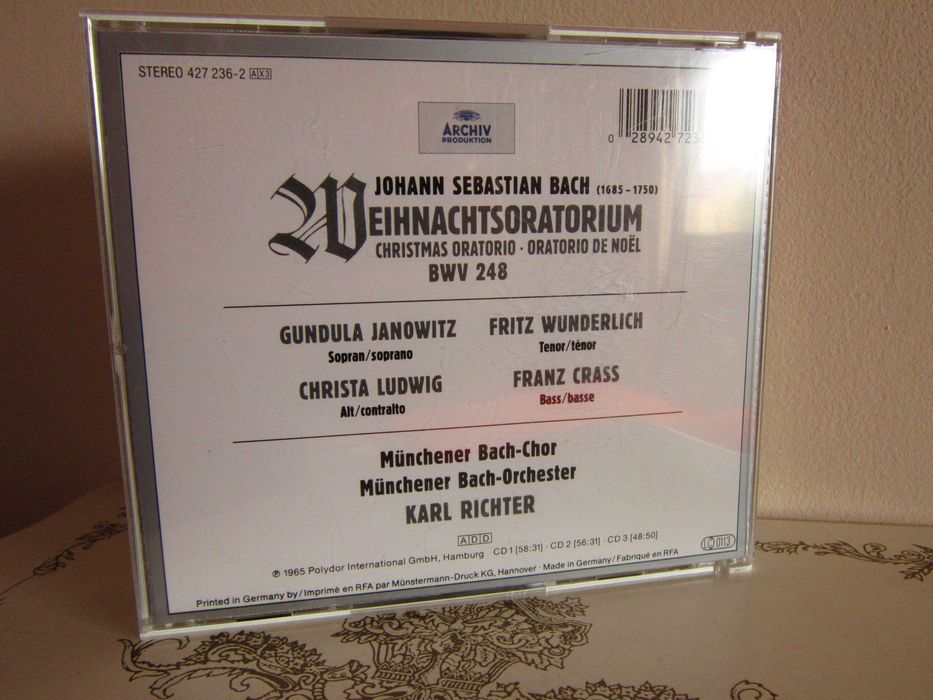 STEREO 427 236-2 AX3
ARCHIV
PRODUKTION
0 28942 723
JOHANN SEBASTIAN BACH (1685-1750)
WEIHNACHTSORATORIUM
CHRISTMAS ORATORIO · ORATORIO DE NOËL
BWV 248
GUNDULA JANOWITZ FRITZ WUNDERLICH
Sopran/soprano Tenor/ténor
CHRISTA LUDWIG FRANZ CRASS
Alt/contralto Bass/basse
Münchener Bach-Chor
Münchener Bach-Orchester
KARL RICHTER
ADD
℗ 1965 Polydor International GmbH, Hamburg CD 1 [58:31] · CD 2 [56:31] · CD 3 [48:50]
Printed in Germany by / Imprimé en RFA par Münstermann-Druck KG, Hannover · Made in Germany / Fabriqué en RFA
0113